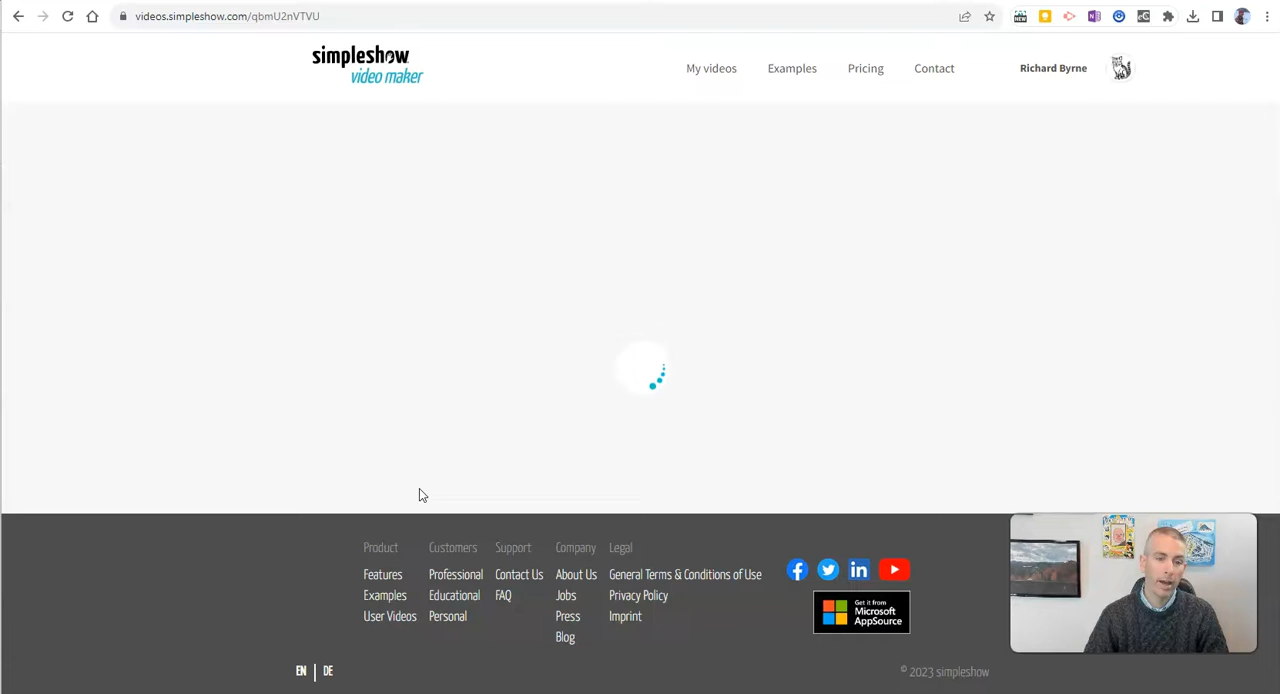 videos.simpleshow.com/qbmU2nVTVU
simpleshow
video maker
My videos
Examples
Pricing
Contact
Richard Byrne
Product
Features
Examples
User Videos
Customers
Professional
Educational
Personal
Support
Contact Us
FAQ
Company
About Us
Jobs
Press
Blog
Legal
General Terms & Conditions of Use
Privacy Policy
Imprint
Get it from
Microsoft
AppSource
EN | DE
© 2023 simpleshow